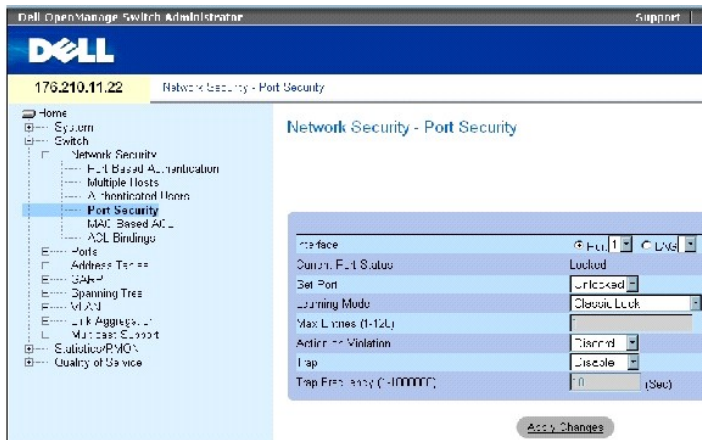 Dell OpenManage Switch Administrator
Support
DELL
176.210.11.22
Network Security - Port Security
Home
System
Switch
Network Security
Port Based Authentication
Multiple Hosts
Authenticated Users
Port Security
MAC Based ACL
ACL Bindings
Ports
Address Tables
GARP
Spanning Tree
VLAN
Link Aggregation
Multicast Support
Statistics/RMON
Quality of Service
Network Security - Port Security
Interface Port 1 LAG
Current Port Status Locked
Set Port Unlocked
Learning Mode Classic Lock
Max Entries (1-128)
Action on Violation Discard
Trap Disable
Trap Frequency (1-1000000) 10 (Sec)
Apply Changes